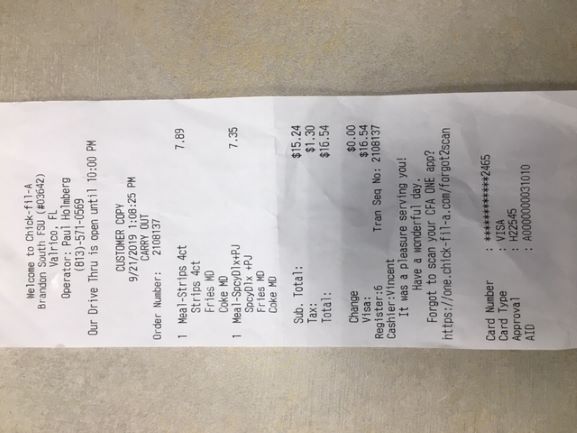 Welcome to Chick-fil-A
Brandon South FSU (#03642)
Valrico, FL
Operator: Paul Holmberg
(813)-571-0569
Our Drive Thru is open until 10:00 PM
CUSTOMER COPY
9/21/2019 1:08:25 PM
CARRY OUT
Order Number: 2108137
1 Meal-Strips 4ct 7.89
Strips 4ct
Fries MD
Coke MD
1 Meal-SpcyDlx+PJ 7.35
SpcyDlx +PJ
Fries MD
Coke MD
Sub. Total: $15.24
Tax: $1.30
Total: $16.54
Change $0.00
Visa: $16.54
Register:6 Tran Seq No: 2108137
Cashier:Vincent
It was a pleasure serving you!
Have a wonderful day.
Forgot to scan your CFA ONE app?
https://one.chick-fil-a.com/forgot2scan
Card Number : ************2465
Card Type : VISA
Approval : H22545
AID : A0000000031010